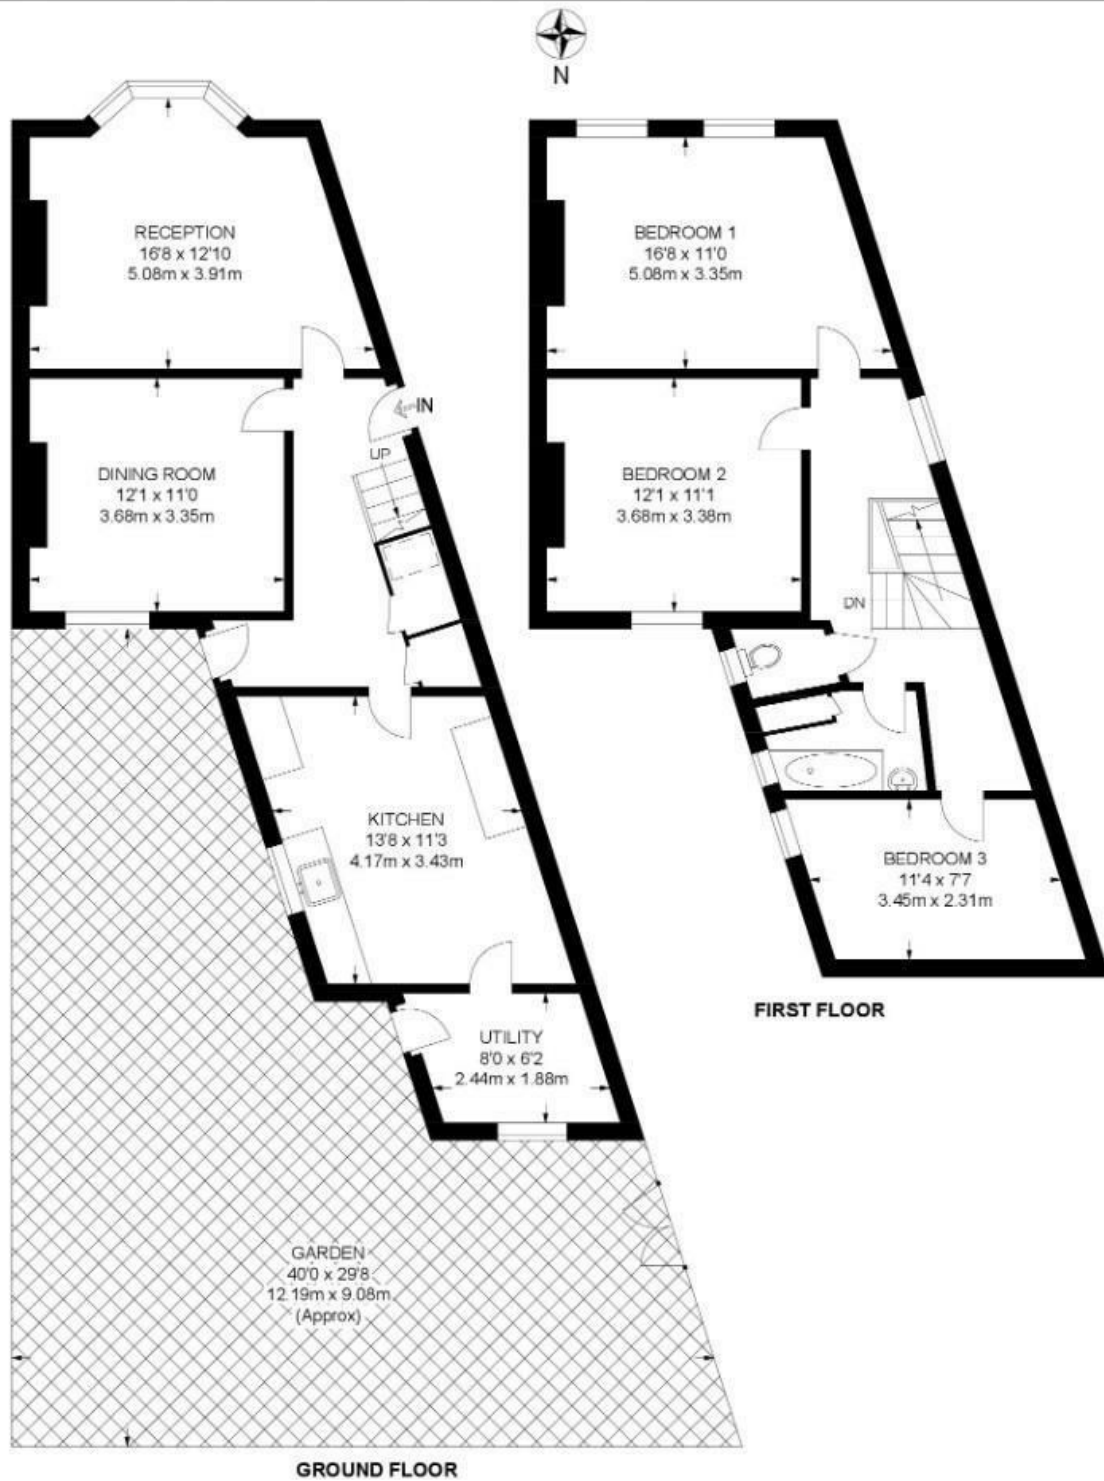 N
RECEPTION
16'8 x 12'10
5.08m x 3.91m
IN
UP
DINING ROOM
12'1 x 11'0
3.68m x 3.35m
KITCHEN
13'8 x 11'3
4.17m x 3.43m
UTILITY
8'0 x 6'2
2.44m x 1.88m
GARDEN
40'0 x 29'8
12.19m x 9.08m
(Approx)
GROUND FLOOR
BEDROOM 1
16'8 x 11'0
5.08m x 3.35m
BEDROOM 2
12'1 x 11'1
3.68m x 3.38m
DN
BEDROOM 3
11'4 x 7'7
3.45m x 2.31m
FIRST FLOOR